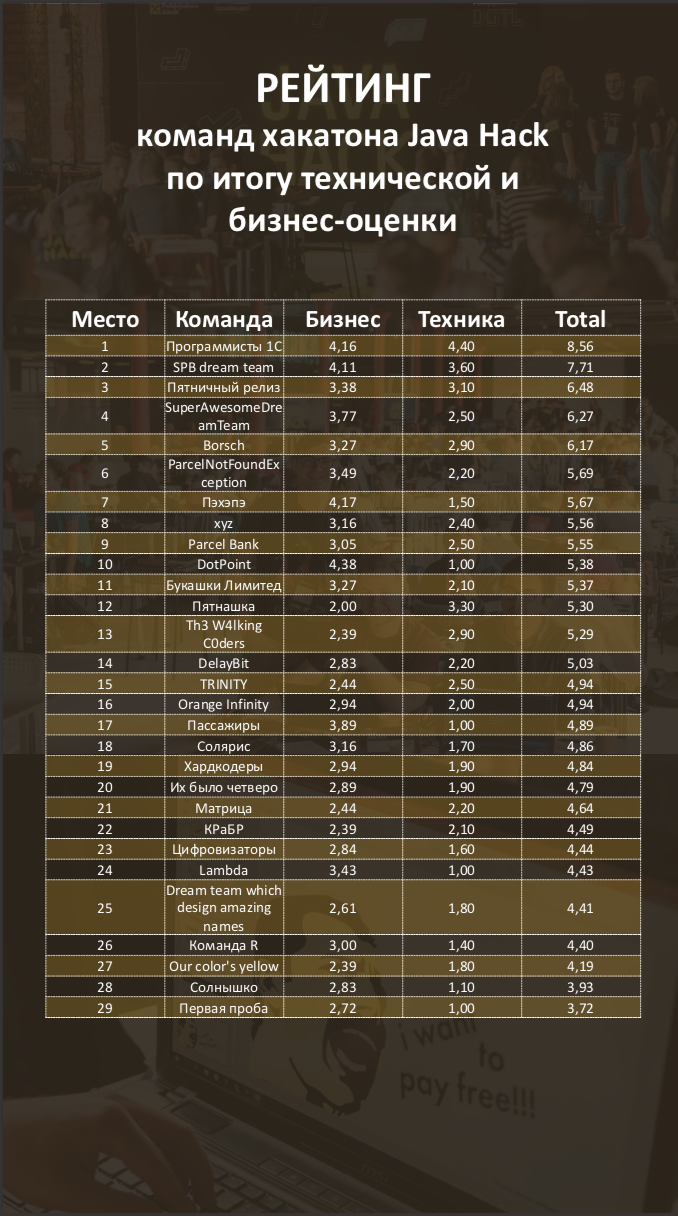 РЕЙТИНГ
команд хакатона Java Hack
по итогу технической и
бизнес-оценки
Место Команда Бизнес Техника Total
1 Программисты 1С 4,16 4,40 8,56
2 SPB dream team 4,11 3,60 7,71
3 Пятничный релиз 3,38 3,10 6,48
4 SuperAwesomeDre
amTeam 3,77 2,50 6,27
5 Borsch 3,27 2,90 6,17
6 ParcelNotFoundEx
ception 3,49 2,20 5,69
7 Пэхэпэ 4,17 1,50 5,67
8 xyz 3,16 2,40 5,56
9 Parcel Bank 3,05 2,50 5,55
10 DotPoint 4,38 1,00 5,38
11 Букашки Лимитед 3,27 2,10 5,37
12 Пятнашка 2,00 3,30 5,30
13 Th3 W4lking
C0ders 2,39 2,90 5,29
14 DelayBit 2,83 2,20 5,03
15 TRINITY 2,44 2,50 4,94
16 Orange Infinity 2,94 2,00 4,94
17 Пассажиры 3,89 1,00 4,89
18 Солярис 3,16 1,70 4,86
19 Хардкодеры 2,94 1,90 4,84
20 Их было четверо 2,89 1,90 4,79
21 Матрица 2,44 2,20 4,64
22 КРаБР 2,39 2,10 4,49
23 Цифровизаторы 2,84 1,60 4,44
24 Lambda 3,43 1,00 4,43
25 Dream team which
design amazing
names 2,61 1,80 4,41
26 Команда R 3,00 1,40 4,40
27 Our color's yellow 2,39 1,80 4,19
28 Солнышко 2,83 1,10 3,93
29 Первая проба 2,72 1,00 3,72
i want
to
pay free!!!